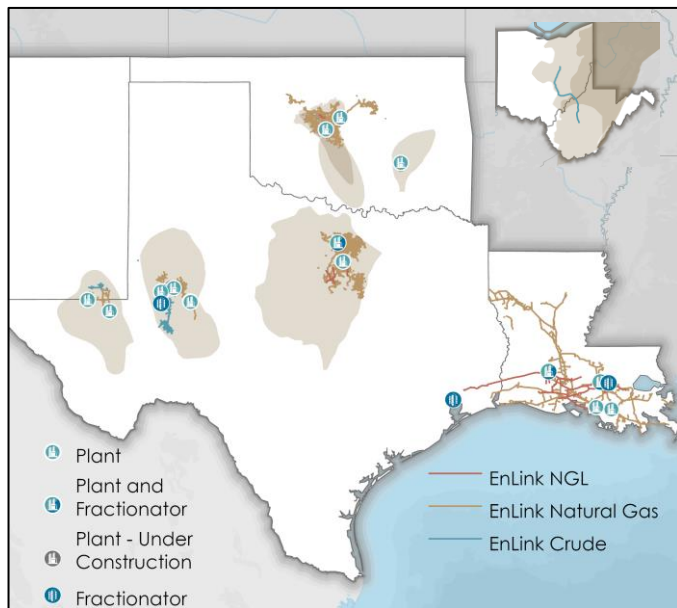 Plant
Plant and
Fractionator
Plant - Under
Construction
Fractionator
EnLink NGL
EnLink Natural Gas
EnLink Crude